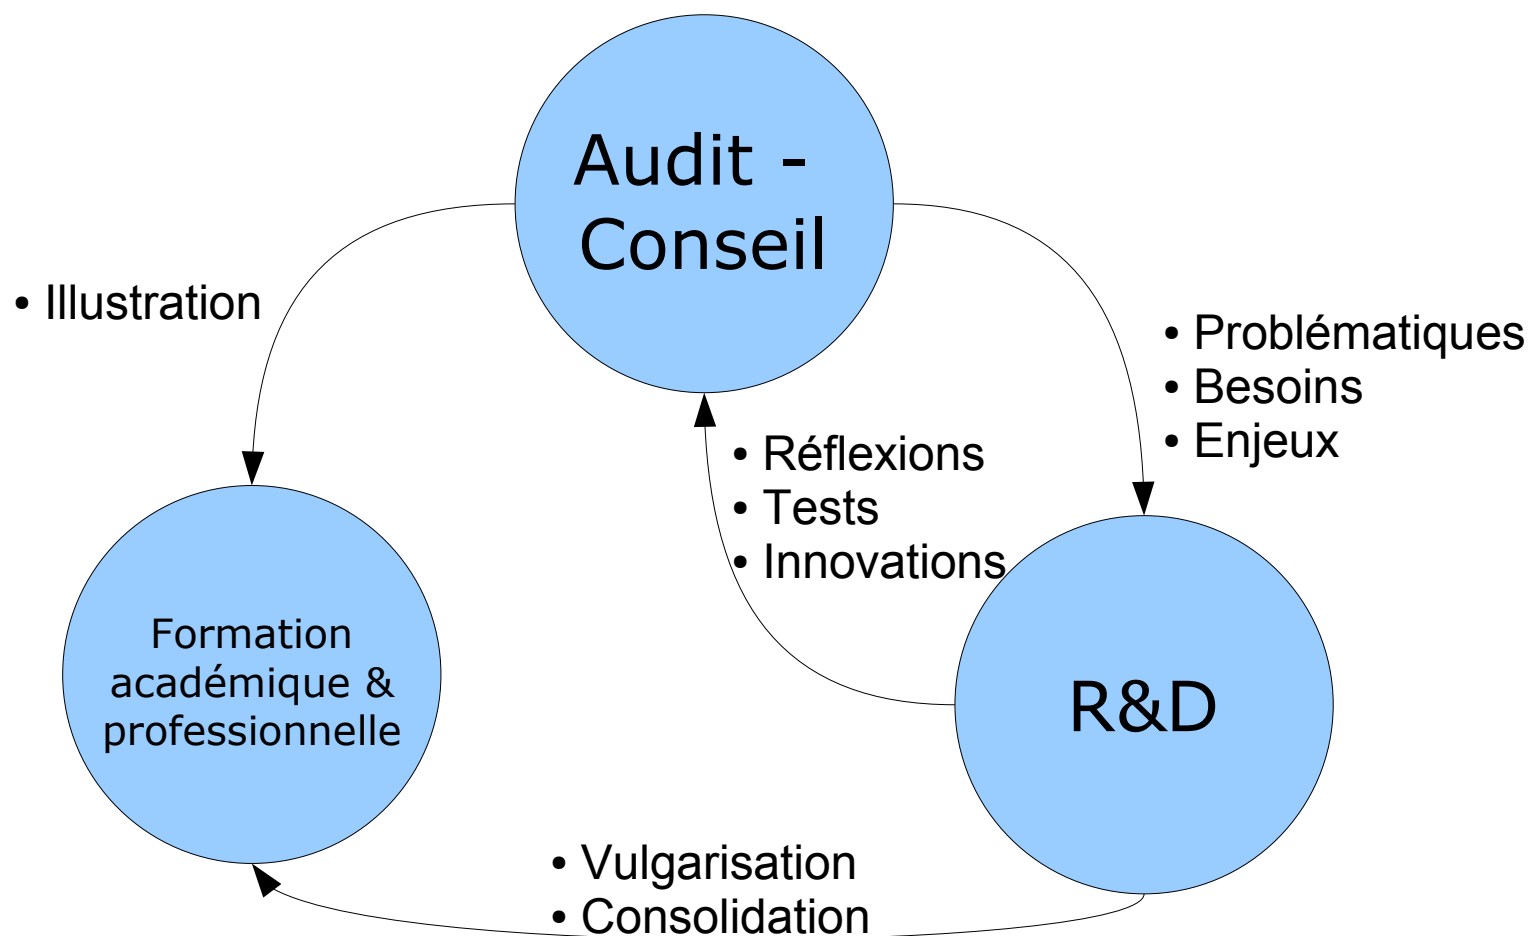 Audit -
Conseil
• Illustration
• Problématiques
• Besoins
• Enjeux
• Réflexions
• Tests
• Innovations
Formation
académique &
professionnelle
R&D
• Vulgarisation
• Consolidation